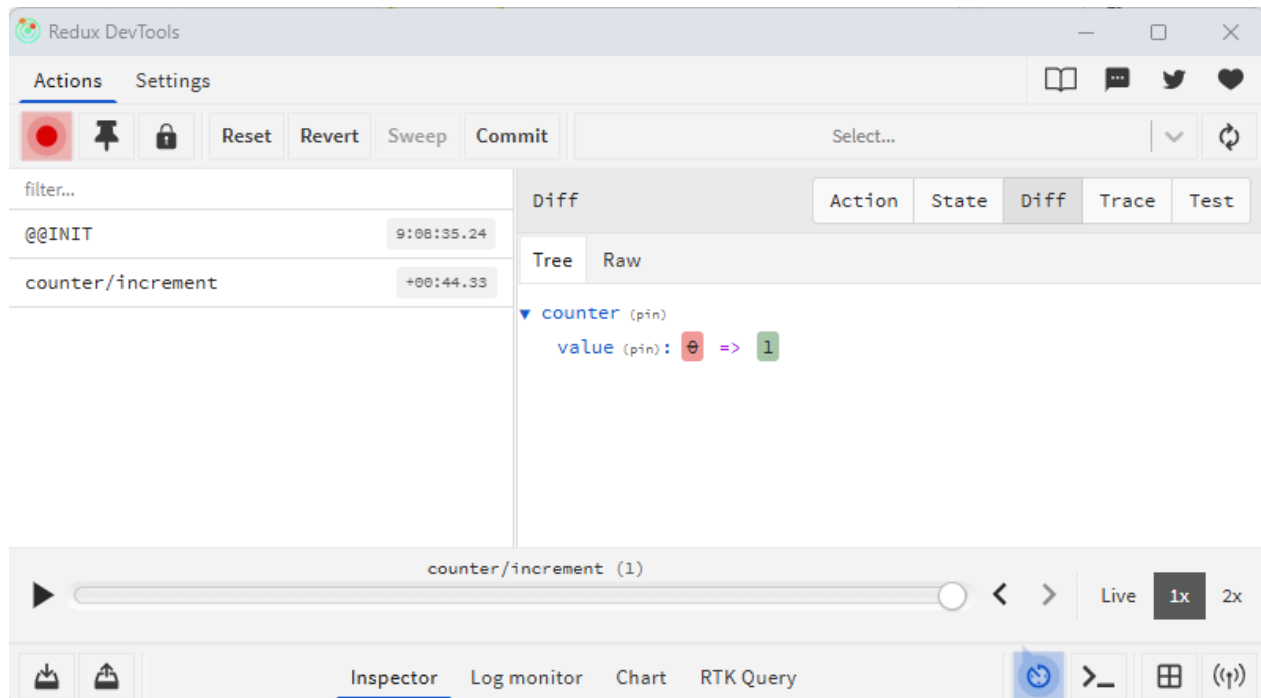 Redux DevTools
Actions Settings
Reset Revert Sweep Commit Select...
filter...
@@INIT 9:08:35.24
counter/increment +00:44.33
Diff Action State Diff Trace Test
Tree Raw
counter (pin)
value (pin): 0 => 1
counter/increment (1)
Live 1x 2x
Inspector Log monitor Chart RTK Query